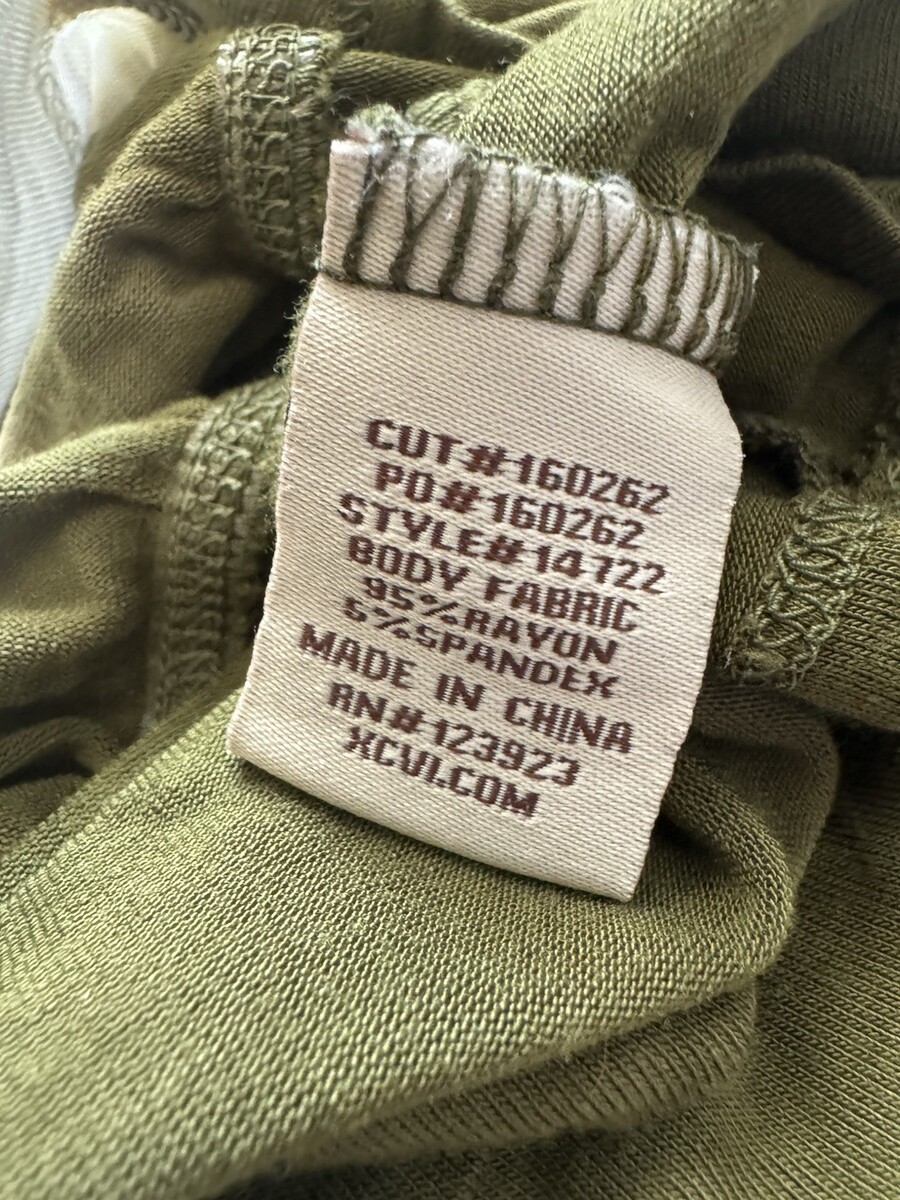 CUT#160262
PO#160262
STYLE#14722
BODY FABRIC
95%RAYON
5%SPANDEX
MADE IN CHINA
RN#123923
XCVI.COM